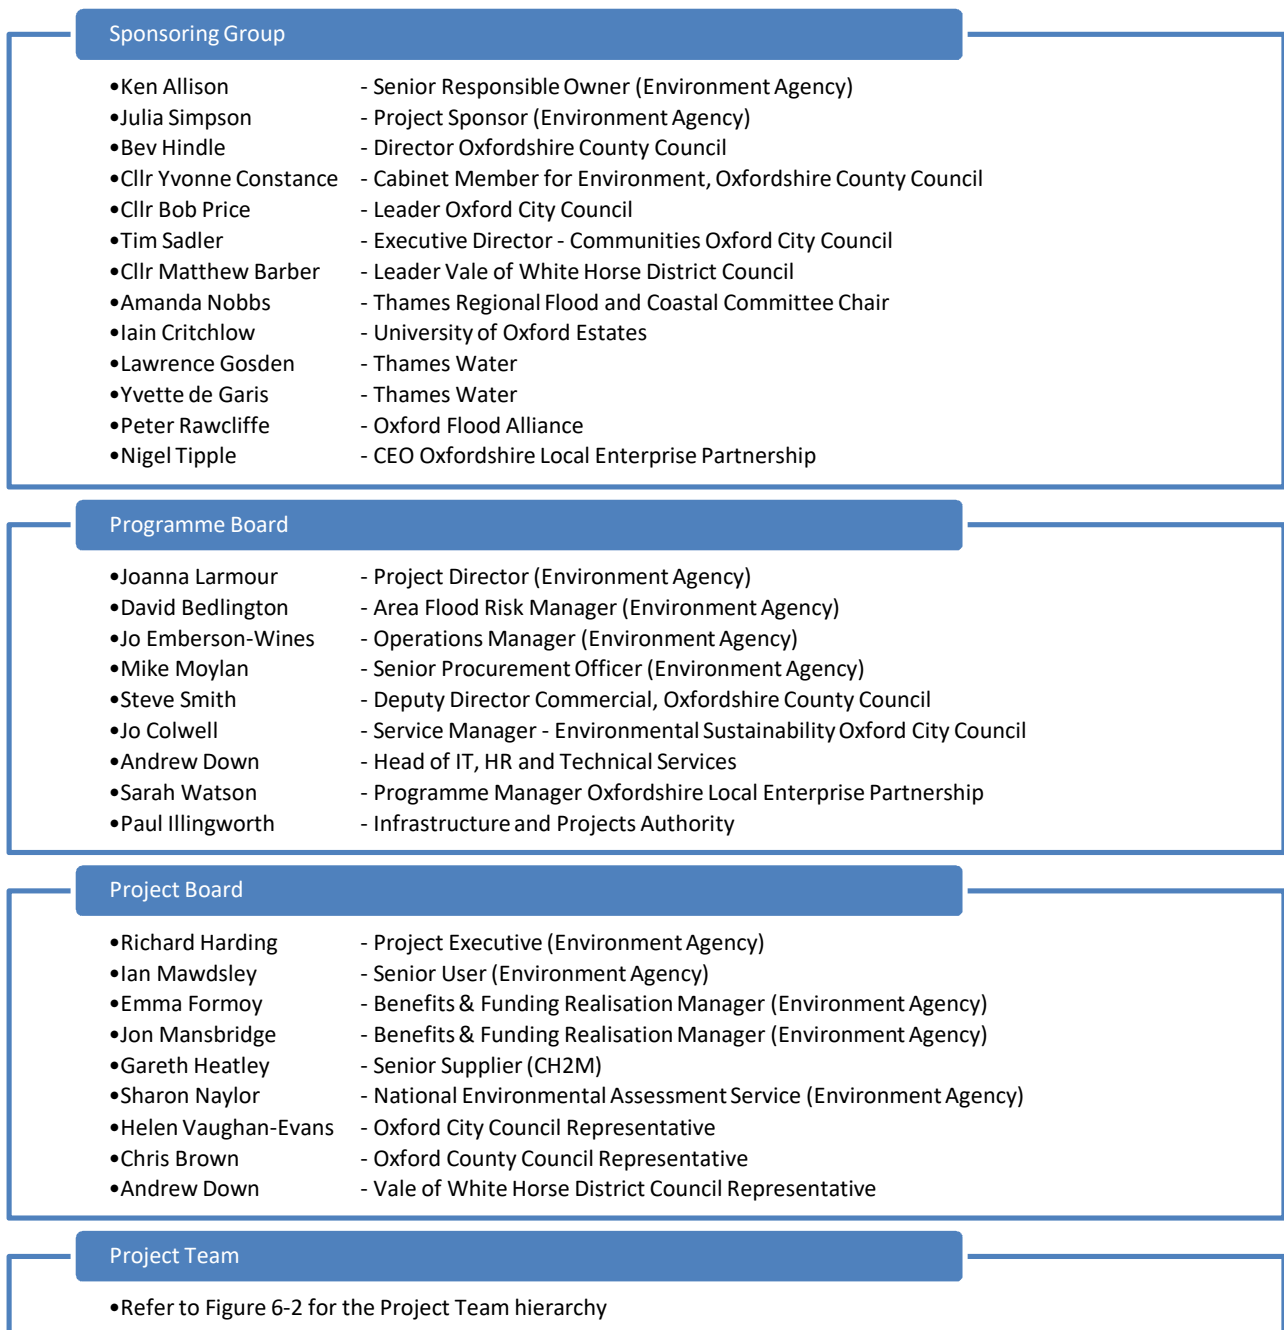 Sponsoring Group
•Ken Allison - Senior Responsible Owner (Environment Agency)
•Julia Simpson - Project Sponsor (Environment Agency)
•Bev Hindle - Director Oxfordshire County Council
•Cllr Yvonne Constance - Cabinet Member for Environment, Oxfordshire County Council
•Cllr Bob Price - Leader Oxford City Council
•Tim Sadler - Executive Director - Communities Oxford City Council
•Cllr Matthew Barber - Leader Vale of White Horse District Council
•Amanda Nobbs - Thames Regional Flood and Coastal Committee Chair
•Iain Critchlow - University of Oxford Estates
•Lawrence Gosden - Thames Water
•Yvette de Garis - Thames Water
•Peter Rawcliffe - Oxford Flood Alliance
•Nigel Tipple - CEO Oxfordshire Local Enterprise Partnership
Programme Board
•Joanna Larmour - Project Director (Environment Agency)
•David Bedlington - Area Flood Risk Manager (Environment Agency)
•Jo Emberson-Wines - Operations Manager (Environment Agency)
•Mike Moylan - Senior Procurement Officer (Environment Agency)
•Steve Smith - Deputy Director Commercial, Oxfordshire County Council
•Jo Colwell - Service Manager - Environmental Sustainability Oxford City Council
•Andrew Down - Head of IT, HR and Technical Services
•Sarah Watson - Programme Manager Oxfordshire Local Enterprise Partnership
•Paul Illingworth - Infrastructure and Projects Authority
Project Board
•Richard Harding - Project Executive (Environment Agency)
•Ian Mawdsley - Senior User (Environment Agency)
•Emma Formoy - Benefits & Funding Realisation Manager (Environment Agency)
•Jon Mansbridge - Benefits & Funding Realisation Manager (Environment Agency)
•Gareth Heatley - Senior Supplier (CH2M)
•Sharon Naylor - National Environmental Assessment Service (Environment Agency)
•Helen Vaughan-Evans - Oxford City Council Representative
•Chris Brown - Oxford County Council Representative
•Andrew Down - Vale of White Horse District Council Representative
Project Team
•Refer to Figure 6-2 for the Project Team hierarchy